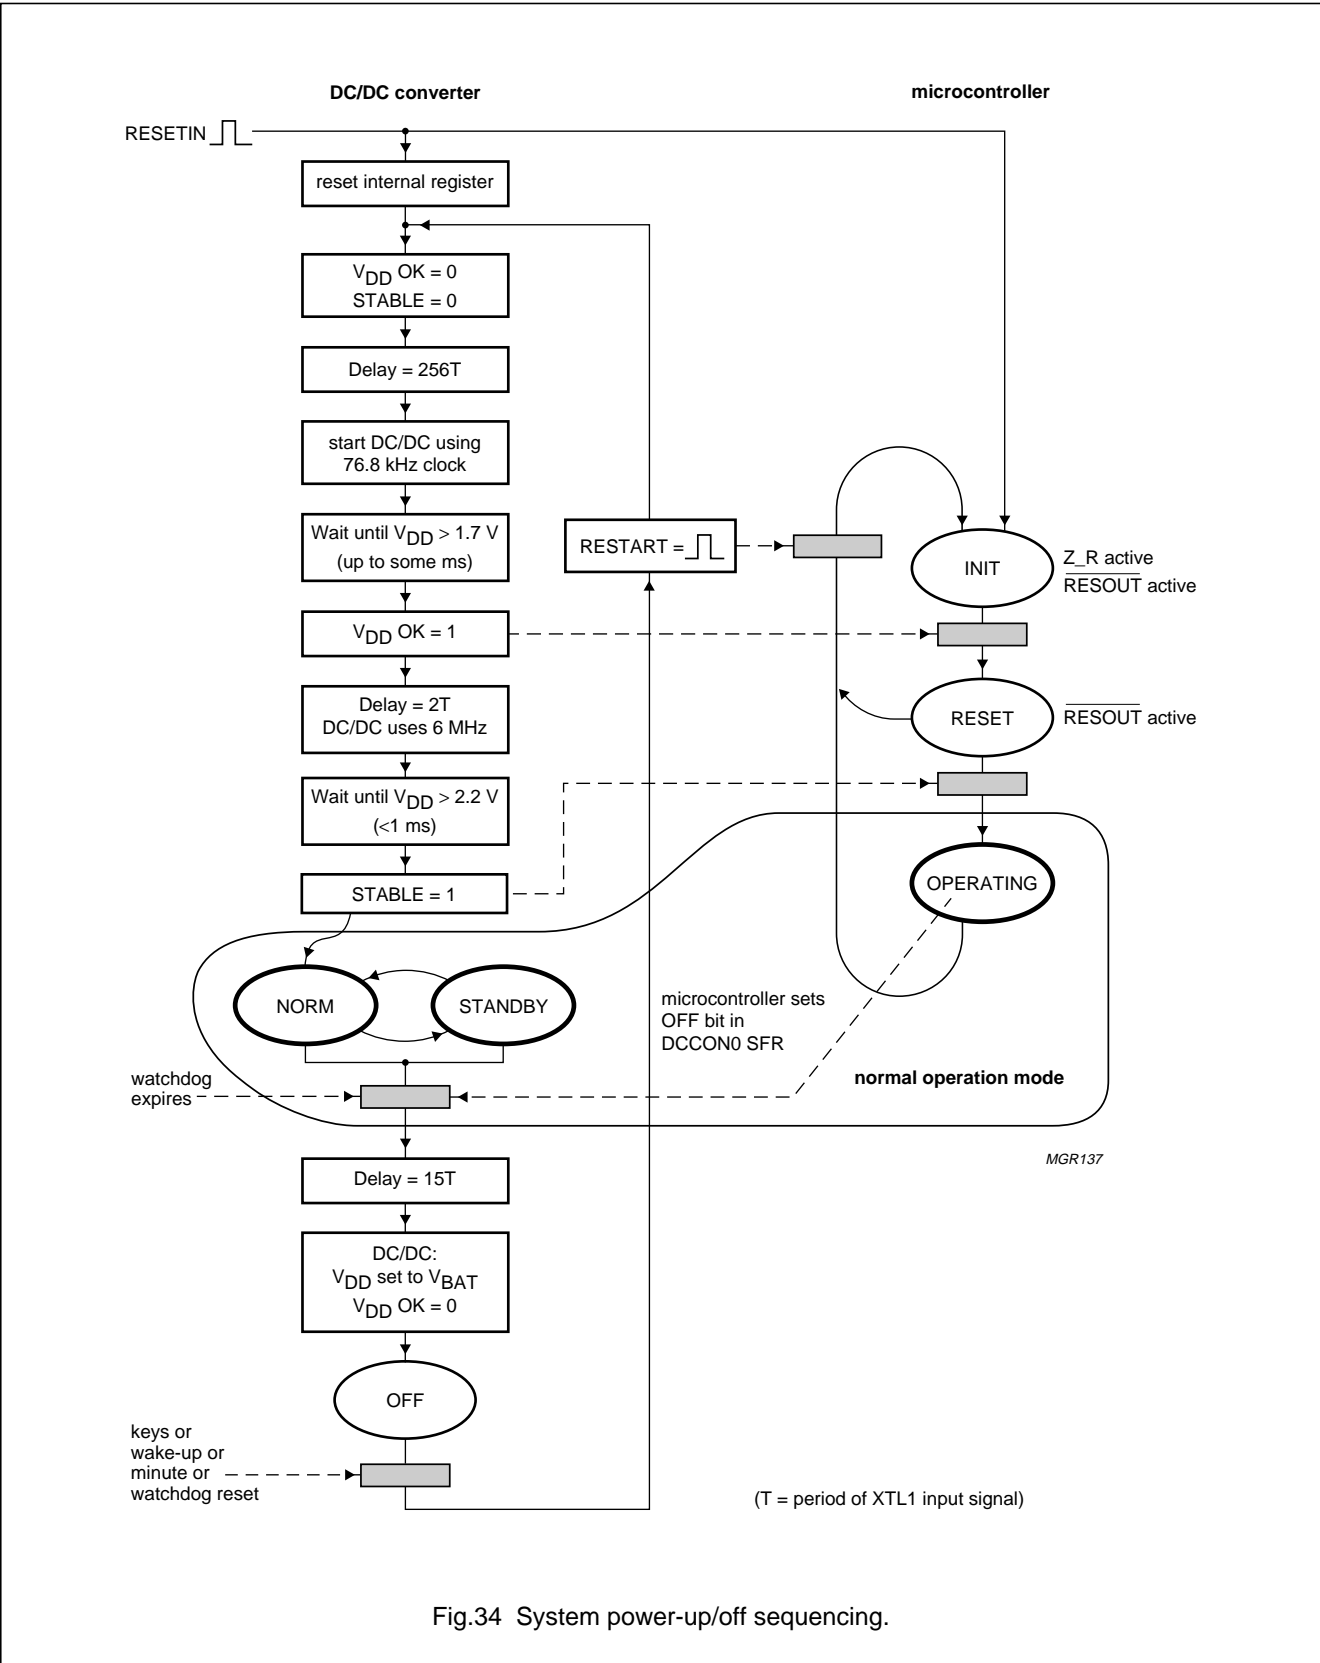 DC/DC converter
microcontroller
RESETIN
reset internal register
VDD OK = 0
STABLE = 0
Delay = 256T
start DC/DC using
76.8 kHz clock
Wait until VDD > 1.7 V
(up to some ms)
RESTART =
INIT
Z_R active
RESOUT active
VDD OK = 1
Delay = 2T
DC/DC uses 6 MHz
RESET
RESOUT active
Wait until VDD > 2.2 V
(<1 ms)
STABLE = 1
OPERATING
NORM
STANDBY
microcontroller sets
OFF bit in
DCCON0 SFR
normal operation mode
watchdog
expires
MGR137
Delay = 15T
DC/DC:
VDD set to VBAT
VDD OK = 0
OFF
keys or
wake-up or
minute or
watchdog reset
(T = period of XTL1 input signal)
Fig.34 System power-up/off sequencing.